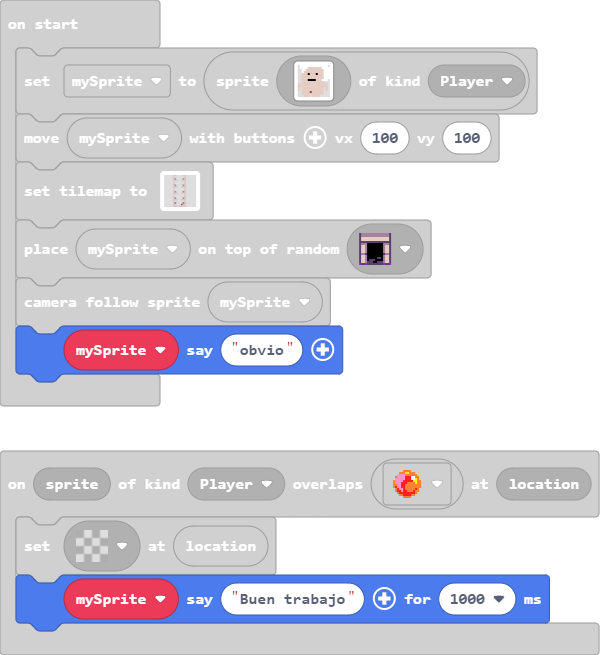 on start
set mySprite to sprite of kind Player
move mySprite with buttons vx 100 vy 100
set tilemap to
place mySprite on top of random
camera follow sprite mySprite
mySprite say "obvio"
on sprite of kind Player overlaps at location
set at location
mySprite say "Buen trabajo" for 1000 ms